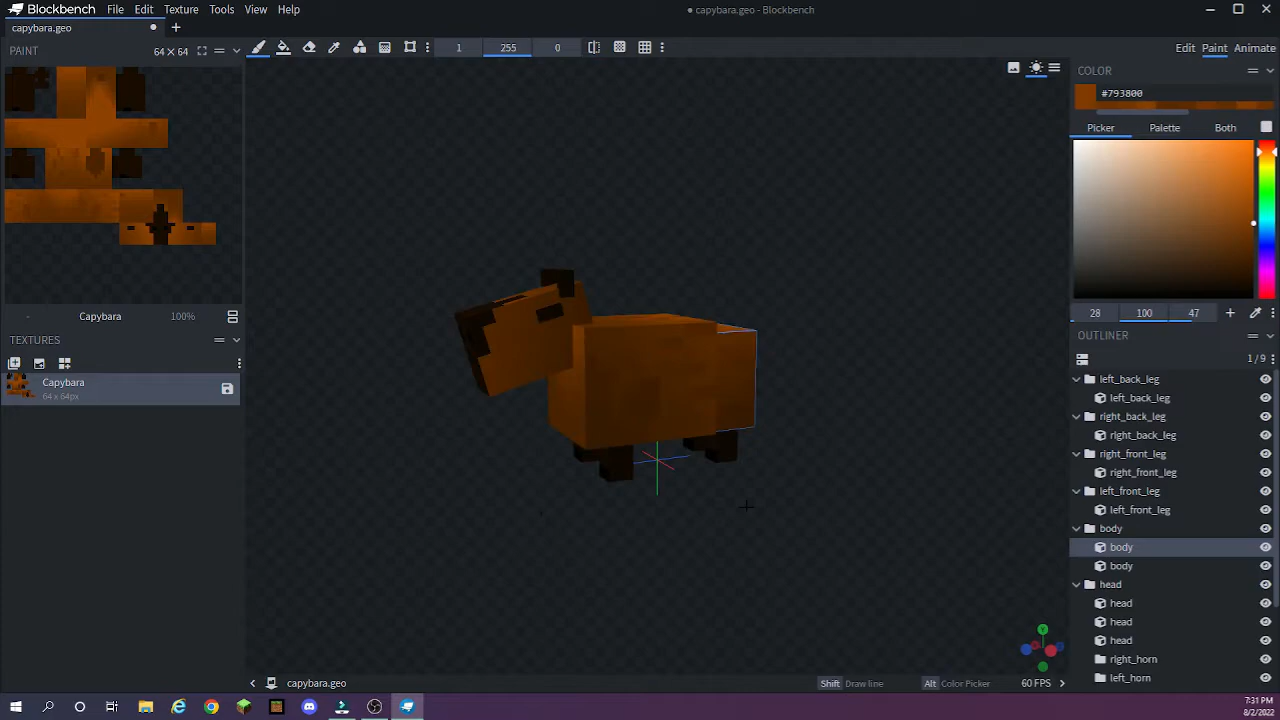 Blockbench File Edit Texture Tools View Help
capybara.geo - Blockbench
capybara.geo
PAINT 64 × 64
1 255 0
Edit Paint Animate
COLOR
#793800
Picker Palette Both
28 100 47
Capybara 100%
TEXTURES
Capybara
64 x 64px
OUTLINER
1/9
left_back_leg
left_back_leg
right_back_leg
right_back_leg
right_front_leg
right_front_leg
left_front_leg
left_front_leg
body
body
body
head
head
head
head
right_horn
left_horn
capybara.geo
Shift Draw line Alt Color Picker 60 FPS
7:31 PM
8/2/2022